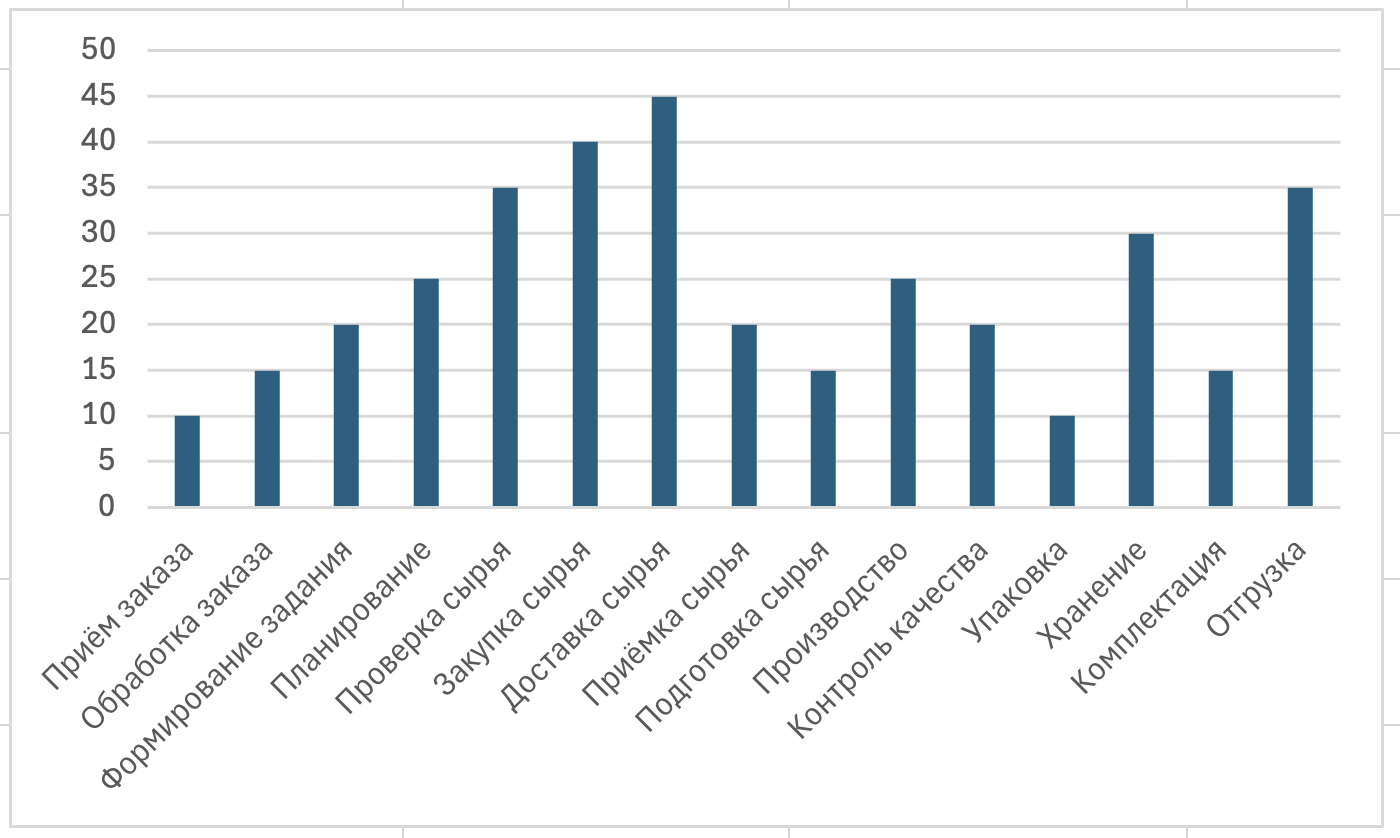 50
45
40
35
30
25
20
15
10
5
0
Приём заказа
Обработка заказа
Формирование задания
Планирование
Проверка сырья
Закупка сырья
Доставка сырья
Приёмка сырья
Подготовка сырья
Производство
Контроль качества
Упаковка
Хранение
Комплектация
Отгрузка